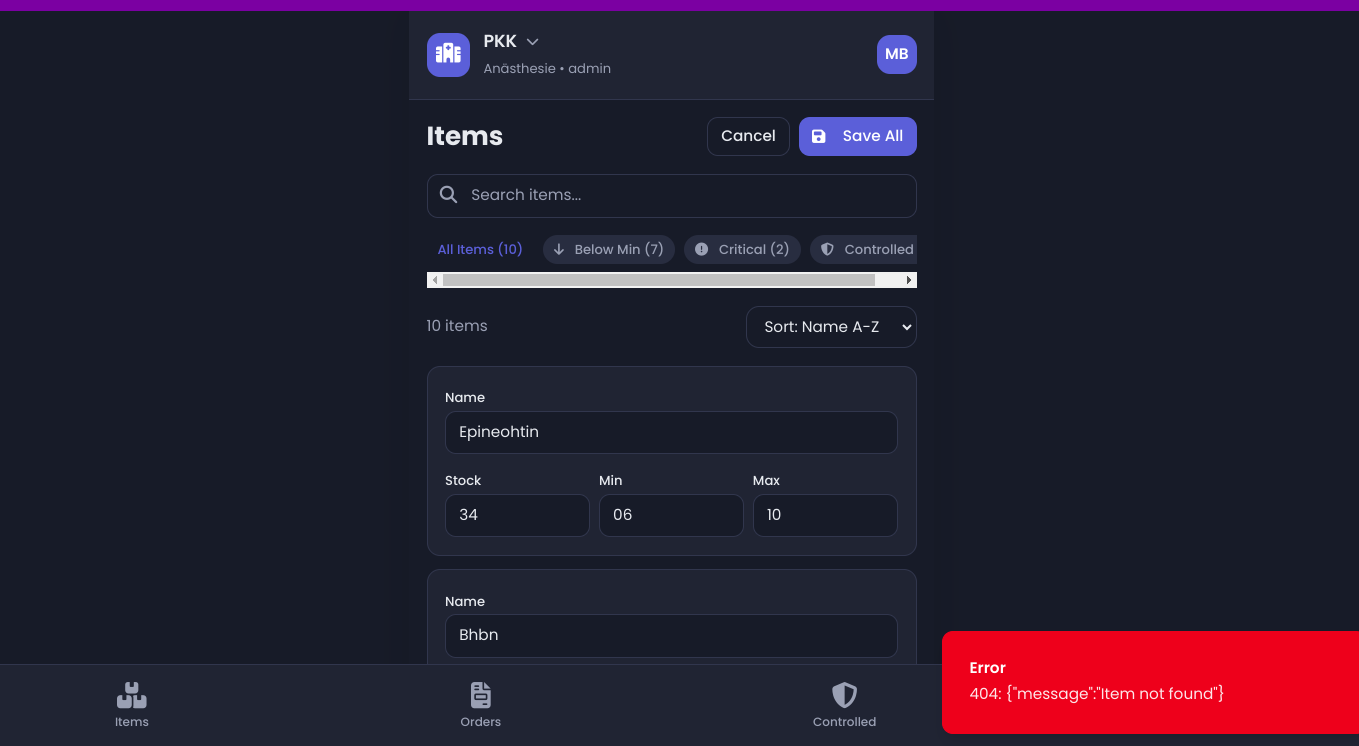 PKK
Anästhesie • admin
MB
Items
Cancel
Save All
Search items...
All Items (10)
Below Min (7)
Critical (2)
Controlled
10 items
Sort: Name A-Z
Name
Epineohtin
Stock
Min
Max
34
06
10
Name
Bhbn
Error
404: {"message":"Item not found"}
Items
Orders
Controlled